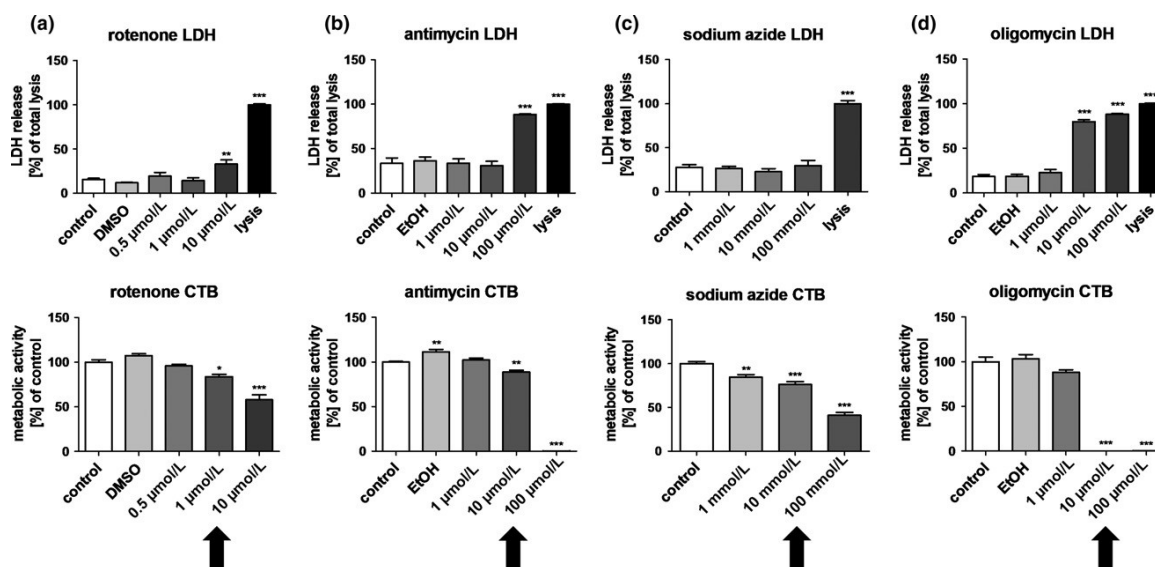 (a)
rotenone LDH
LDH release
[%] of total lysis
150
100
50
0
**
***
control
DMSO
0.5 µmol/L
1 µmol/L
10 µmol/L
lysis
(b)
antimycin LDH
LDH release
[%] of total lysis
150
100
50
0
***
***
control
EtOH
1 µmol/L
10 µmol/L
100 µmol/L
lysis
(c)
sodium azide LDH
LDH release
[%] of total lysis
150
100
50
0
***
control
1 mmol/L
10 mmol/L
100 mmol/L
lysis
(d)
oligomycin LDH
LDH release
[%] of total lysis
150
100
50
0
***
***
***
control
EtOH
1 µmol/L
10 µmol/L
100 µmol/L
lysis
rotenone CTB
metabolic activity
[%] of control
150
100
50
0
*
***
control
DMSO
0.5 µmol/L
1 µmol/L
10 µmol/L
antimycin CTB
metabolic activity
[%] of control
150
100
50
0
**
**
***
control
EtOH
1 µmol/L
10 µmol/L
100 µmol/L
sodium azide CTB
metabolic activity
[%] of control
150
100
50
0
**
***
***
control
1 mmol/L
10 mmol/L
100 mmol/L
oligomycin CTB
metabolic activity
[%] of control
150
100
50
0
***
***
control
EtOH
1 µmol/L
10 µmol/L
100 µmol/L